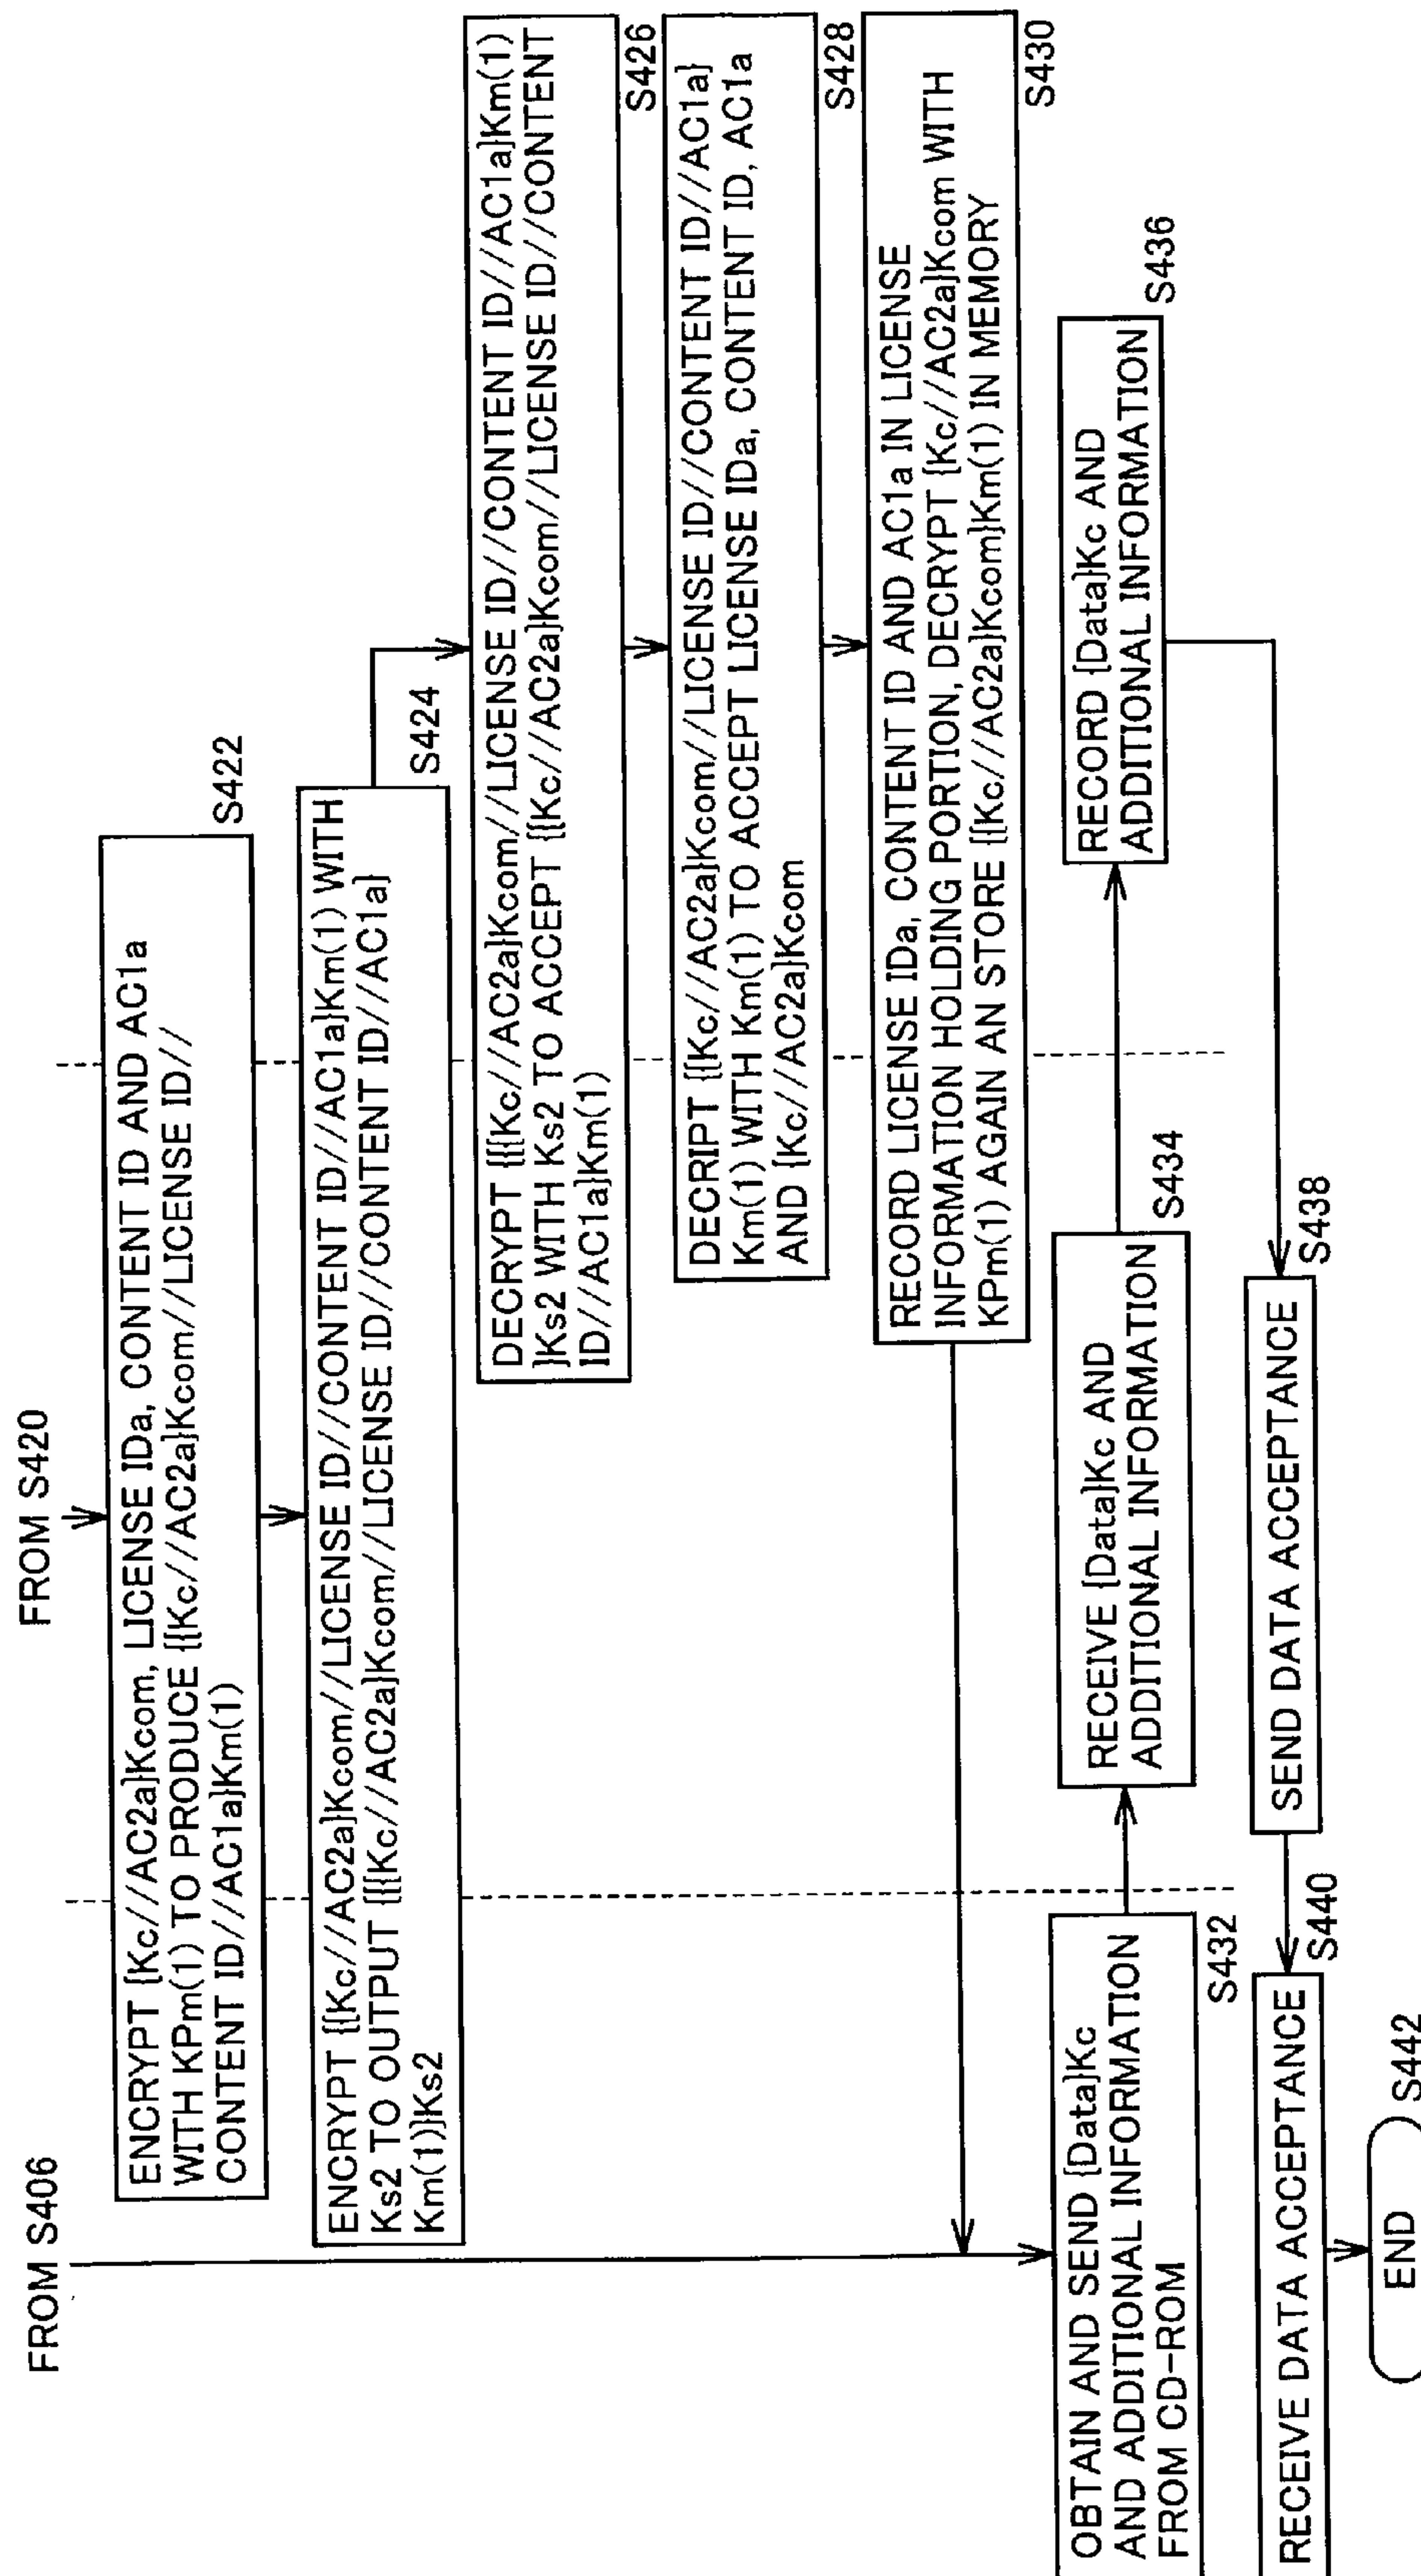 FROM S406
FROM S420
ENCRYPT {Kc//AC2a}Kcom, LICENSE IDa, CONTENT ID AND AC1a
WITH KPm(1) TO PRODUCE {{Kc//AC2a}Kcom//LICENSE ID//
CONTENT ID//AC1a}Km(1)
S422
ENCRYPT {{Kc//AC2a}Kcom//LICENSE ID//CONTENT ID//AC1a}Km(1) WITH
Ks2 TO OUTPUT {{{Kc//AC2a}Kcom//LICENSE ID//CONTENT ID//AC1a}
Km(1)}Ks2
S424
DECRYPT {{{Kc//AC2a}Kcom//LICENSE ID//CONTENT ID//AC1a}Km(1)
}Ks2 WITH Ks2 TO ACCEPT {{Kc//AC2a}Kcom//LICENSE ID//CONTENT
ID//AC1a}Km(1)
S426
DECRIPT {{Kc//AC2a}Kcom//LICENSE ID//CONTENT ID//AC1a}
Km(1) WITH Km(1) TO ACCEPT LICENSE IDa, CONTENT ID, AC1a
AND {Kc//AC2a}Kcom
S428
RECORD LICENSE IDa, CONTENT ID AND AC1a IN LICENSE
INFORMATION HOLDING PORTION, DECRYPT {Kc//AC2a}Kcom WITH
KPm(1) AGAIN AN STORE {{Kc//AC2a}Kcom}Km(1) IN MEMORY
S430
OBTAIN AND SEND {Data}Kc
AND ADDITIONAL INFORMATION
FROM CD-ROM
S432
RECEIVE {Data}Kc AND
ADDITIONAL INFORMATION
S434
RECORD {Data}Kc AND
ADDITIONAL INFORMATION
S436
SEND DATA ACCEPTANCE
S438
RECEIVE DATA ACCEPTANCE
S440
END
S442